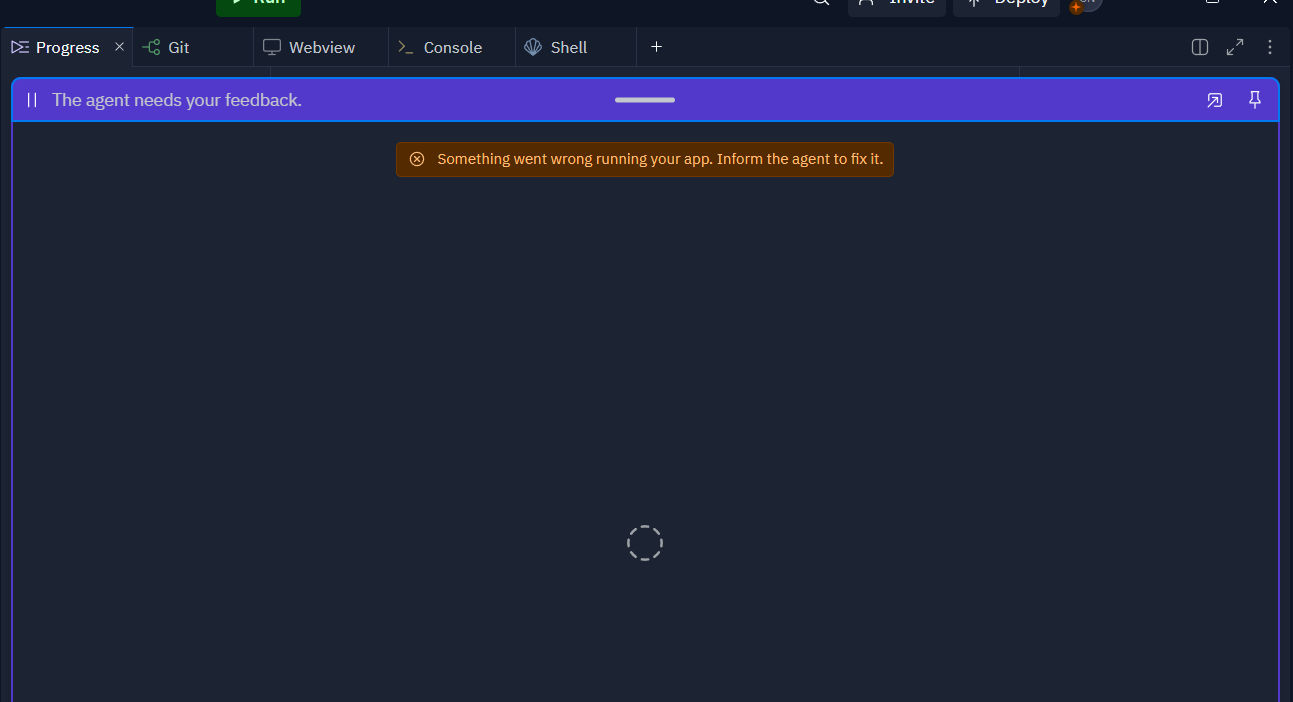 Run Invite Deploy
Progress Git Webview Console Shell
The agent needs your feedback.
Something went wrong running your app. Inform the agent to fix it.